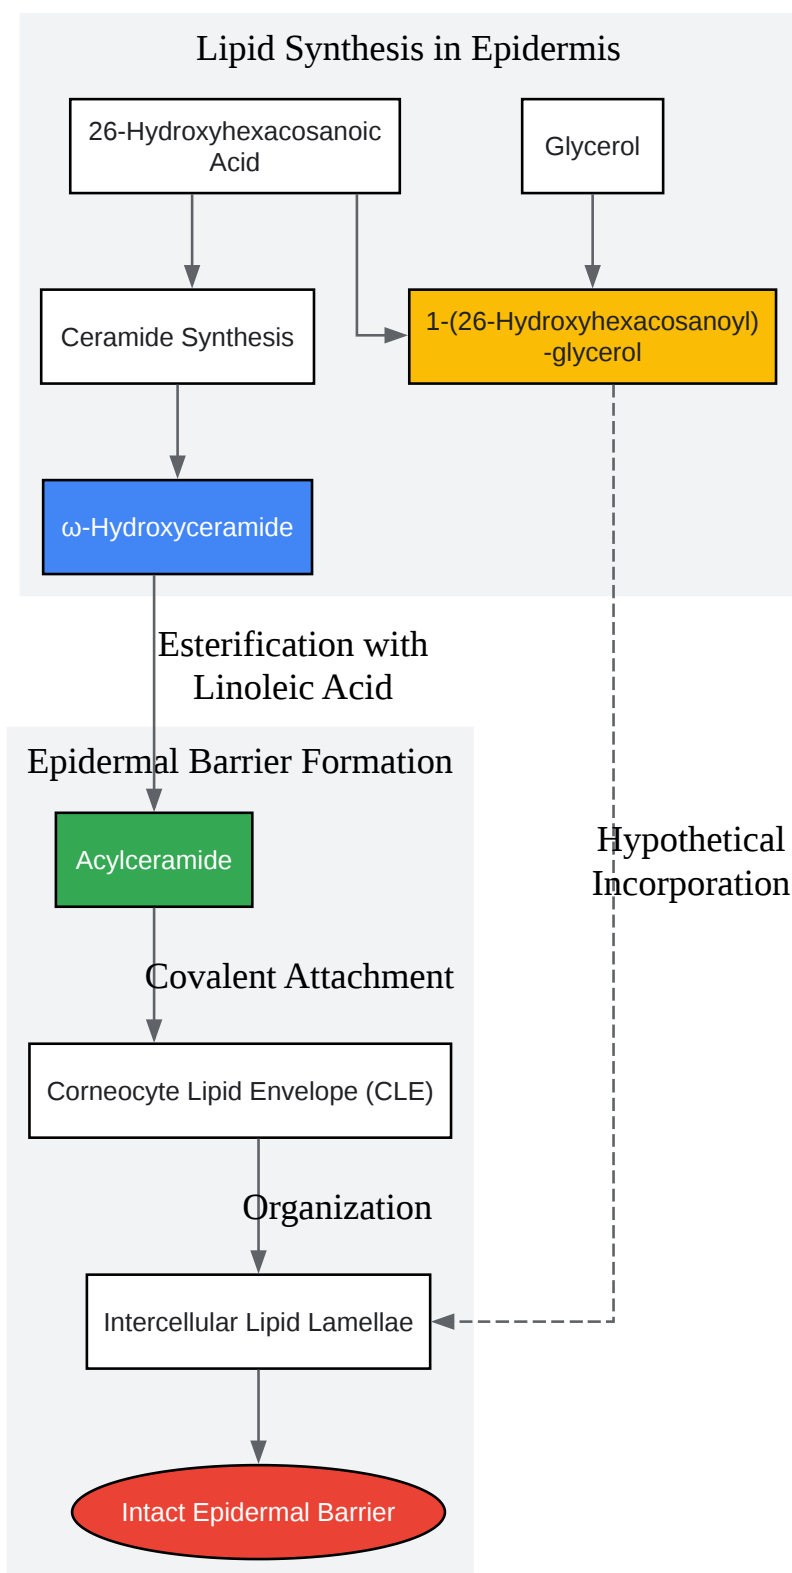 Lipid Synthesis in Epidermis
26-Hydroxyhexacosanoic
Acid
Glycerol
Ceramide Synthesis
1-(26-Hydroxyhexacosanoyl)
-glycerol
ω-Hydroxyceramide
Esterification with
Linoleic Acid
Epidermal Barrier Formation
Acylceramide
Hypothetical
Incorporation
Covalent Attachment
Corneocyte Lipid Envelope (CLE)
Organization
Intercellular Lipid Lamellae
Intact Epidermal Barrier